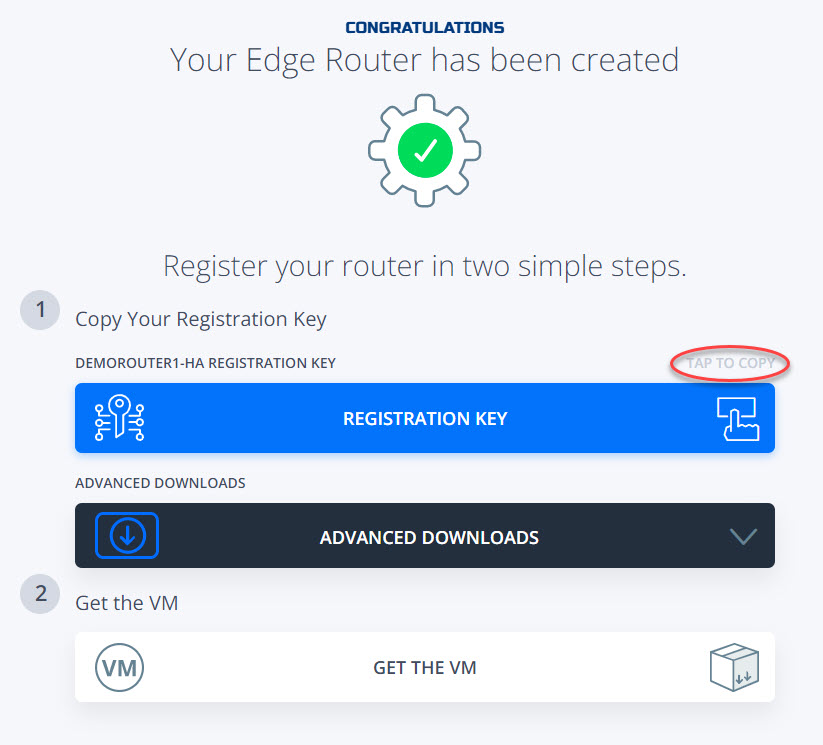 CONGRATULATIONS
Your Edge Router has been created
Register your router in two simple steps.
1
Copy Your Registration Key
DEMOROUTER1-HA REGISTRATION KEY
TAP TO COPY
REGISTRATION KEY
ADVANCED DOWNLOADS
ADVANCED DOWNLOADS
2
Get the VM
VM
GET THE VM